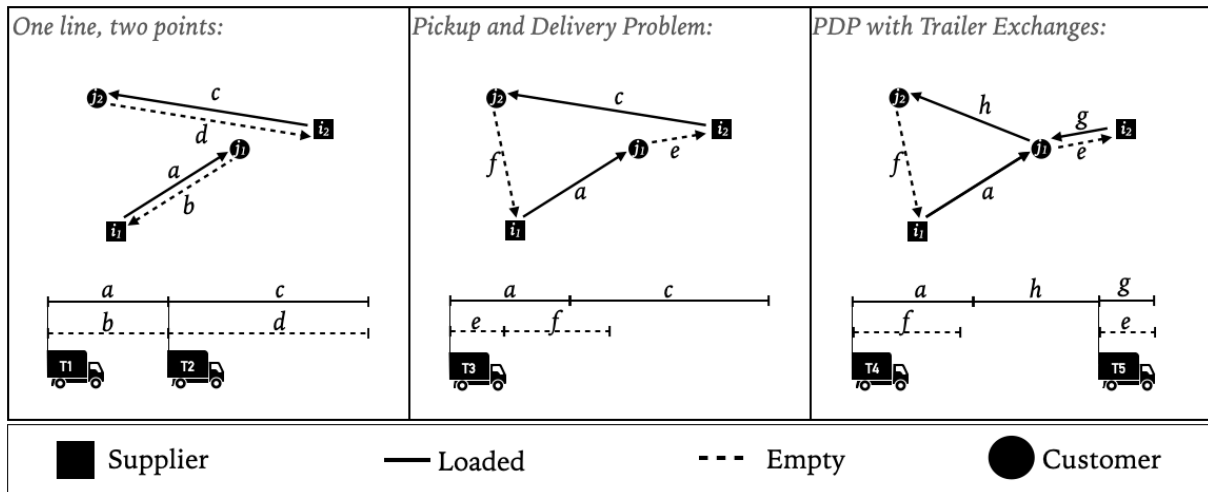 One line, two points:
j2
c
d
i2
j1
a
b
i1
a
c
b
d
T1
T2
Pickup and Delivery Problem:
j2
c
i2
j1
e
f
a
i1
a
c
e
f
T3
PDP with Trailer Exchanges:
j2
h
g
i2
j1
e
f
a
i1
a
h
g
f
e
T4
T5
Supplier
Loaded
Empty
Customer